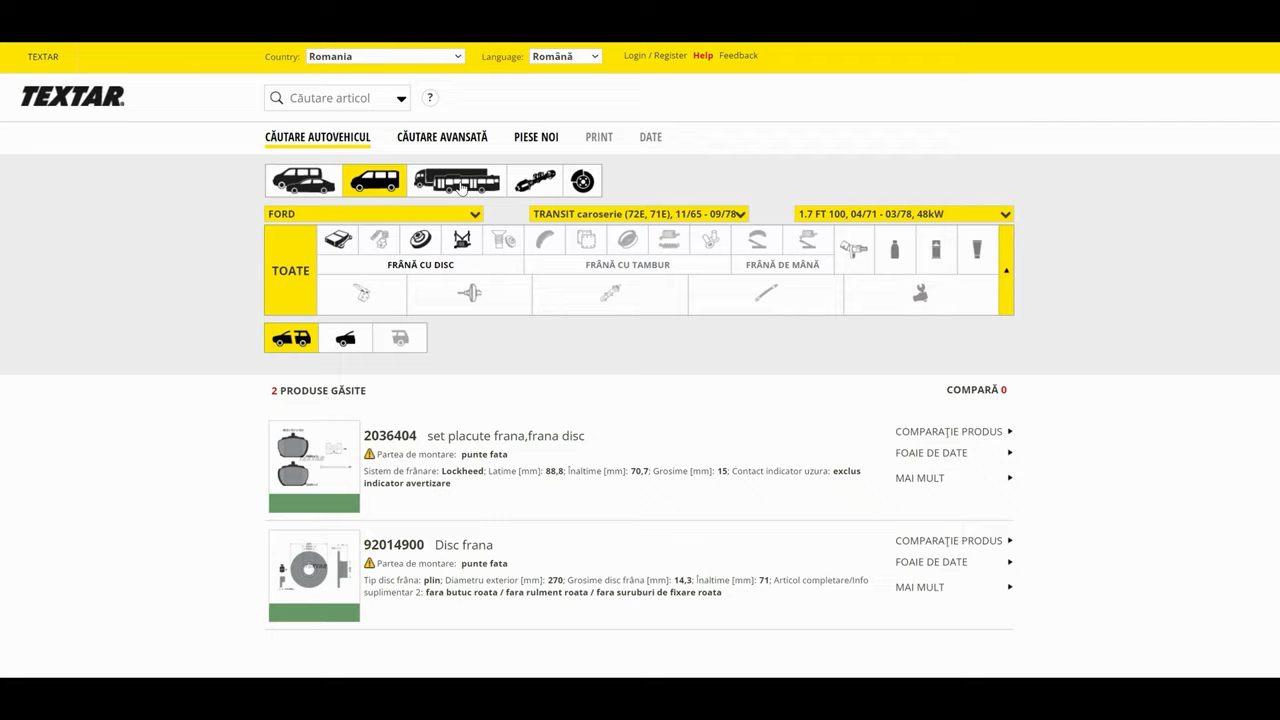 TEXTAR Country: Romania Language: Română Login / Register Help Feedback
TEXTAR Căutare articol ?
CĂUTARE AUTOVEHICUL CĂUTARE AVANSATĂ PIESE NOI PRINT DATE
FORD TRANSIT caroserie (72E, 71E), 11/65 - 09/78 1.7 FT 100, 04/71 - 03/78, 48kW
TOATE FRÂNĂ CU DISC FRÂNĂ CU TAMBUR FRÂNĂ DE MÂNĂ
2 PRODUSE GĂSITE COMPARĂ 0
2036404 set placute frana,frana disc COMPARAŢIE PRODUS
Partea de montare: punte fata FOAIE DE DATE
Sistem de frânare: Lockheed; Latime [mm]: 88,8; Înaltime [mm]: 70,7; Grosime [mm]: 15; Contact indicator uzura: exclus MAI MULT
indicator avertizare
92014900 Disc frana COMPARAŢIE PRODUS
Partea de montare: punte fata FOAIE DE DATE
Tip disc frâna: plin; Diametru exterior [mm]: 270; Grosime disc frâna [mm]: 14,3; Înaltime [mm]: 71; Articol completare/Info MAI MULT
suplimentar 2: fara butuc roata / fara rulment roata / fara suruburi de fixare roata